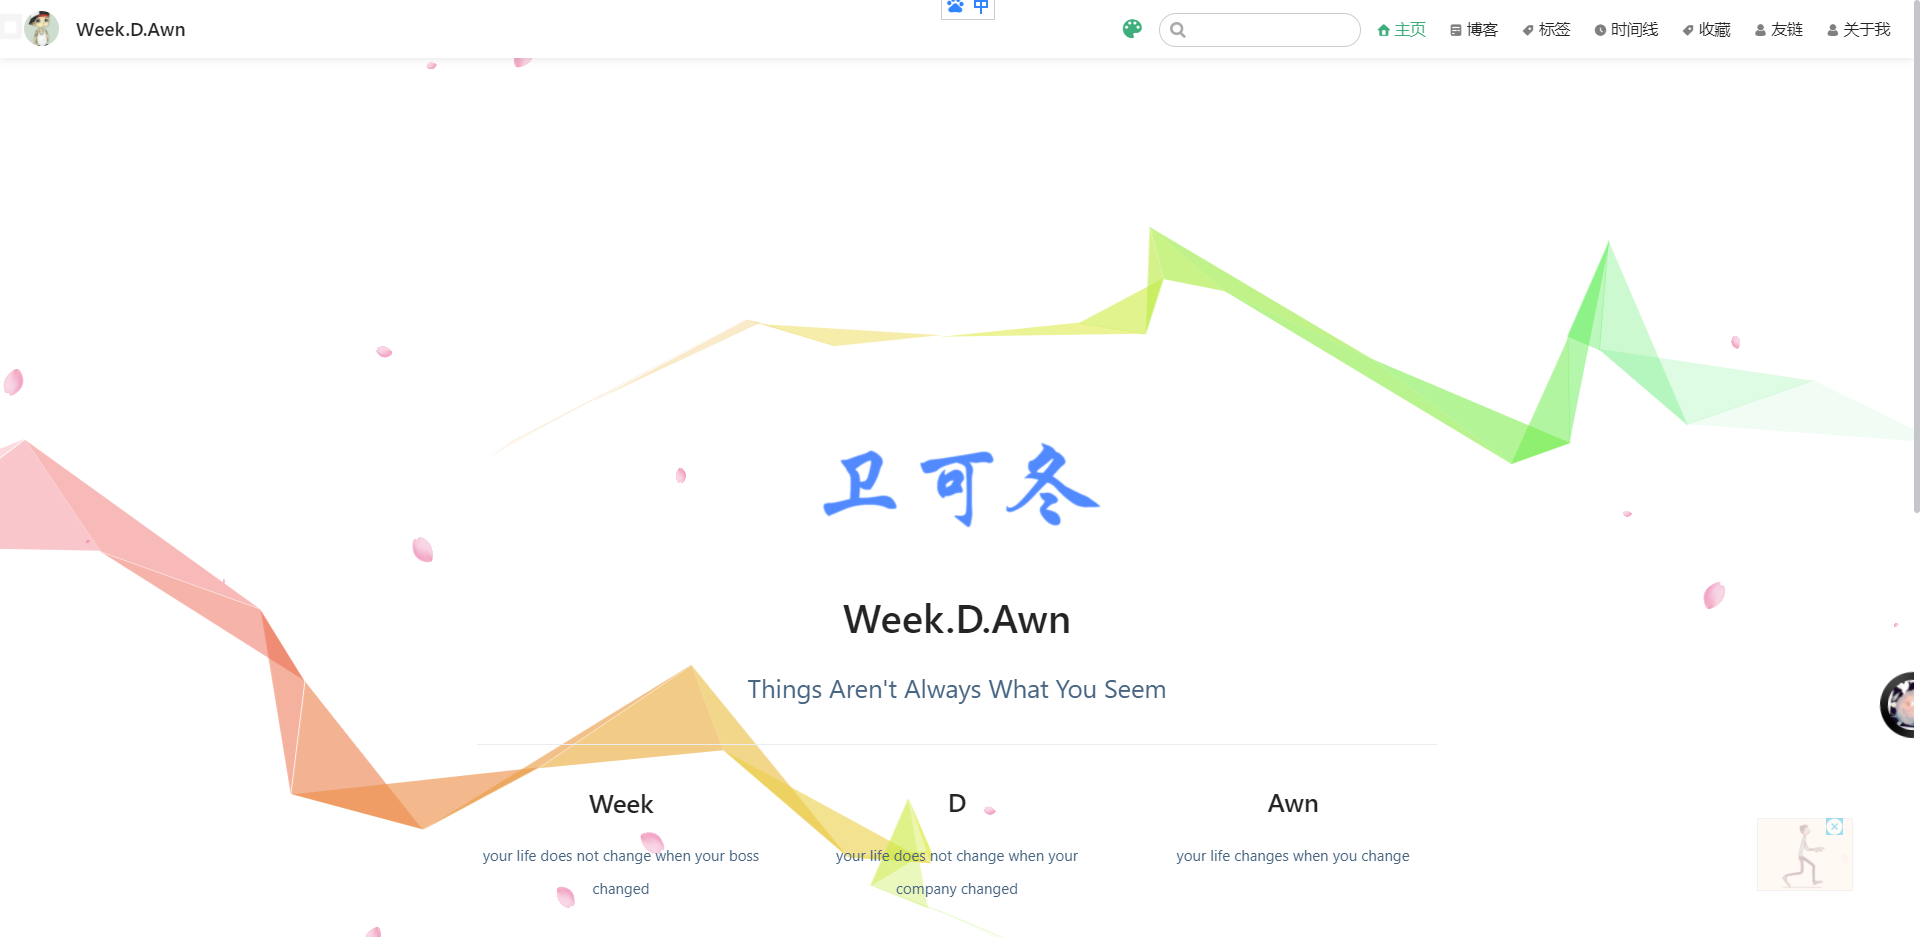 中
Week.D.Awn
主页
博客
标签
时间线
收藏
友链
关于我
卫可冬
Week.D.Awn
Things Aren't Always What You Seem
Week
your life does not change when your boss
changed
D
your life does not change when your
company changed
Awn
your life changes when you change